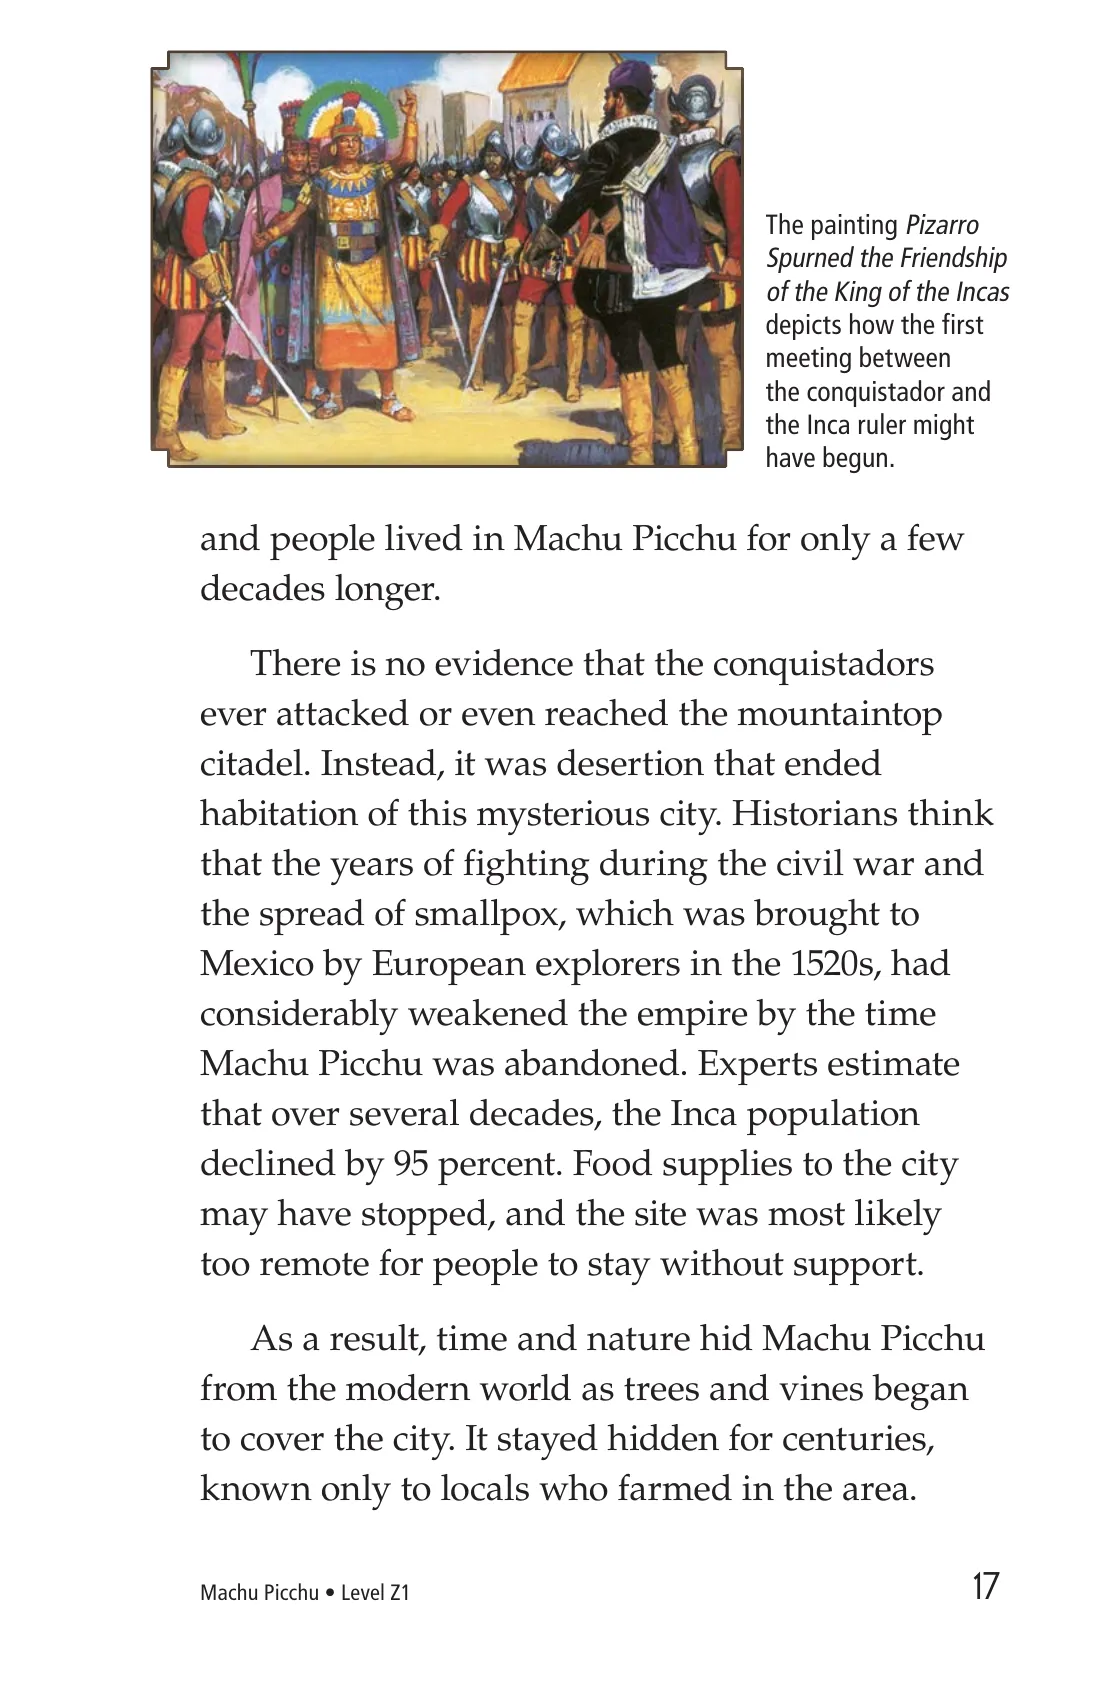 The painting Pizarro
Spurned the Friendship
of the King of the Incas
depicts how the first
meeting between
the conquistador and
the Inca ruler might
have begun.
and people lived in Machu Picchu for only a few
decades longer.
There is no evidence that the conquistadors
ever attacked or even reached the mountaintop
citadel. Instead, it was desertion that ended
habitation of this mysterious city. Historians think
that the years of fighting during the civil war and
the spread of smallpox, which was brought to
Mexico by European explorers in the 1520s, had
considerably weakened the empire by the time
Machu Picchu was abandoned. Experts estimate
that over several decades, the Inca population
declined by 95 percent. Food supplies to the city
may have stopped, and the site was most likely
too remote for people to stay without support.
As a result, time and nature hid Machu Picchu
from the modern world as trees and vines began
to cover the city. It stayed hidden for centuries,
known only to locals who farmed in the area.
Machu Picchu • Level Z1
17